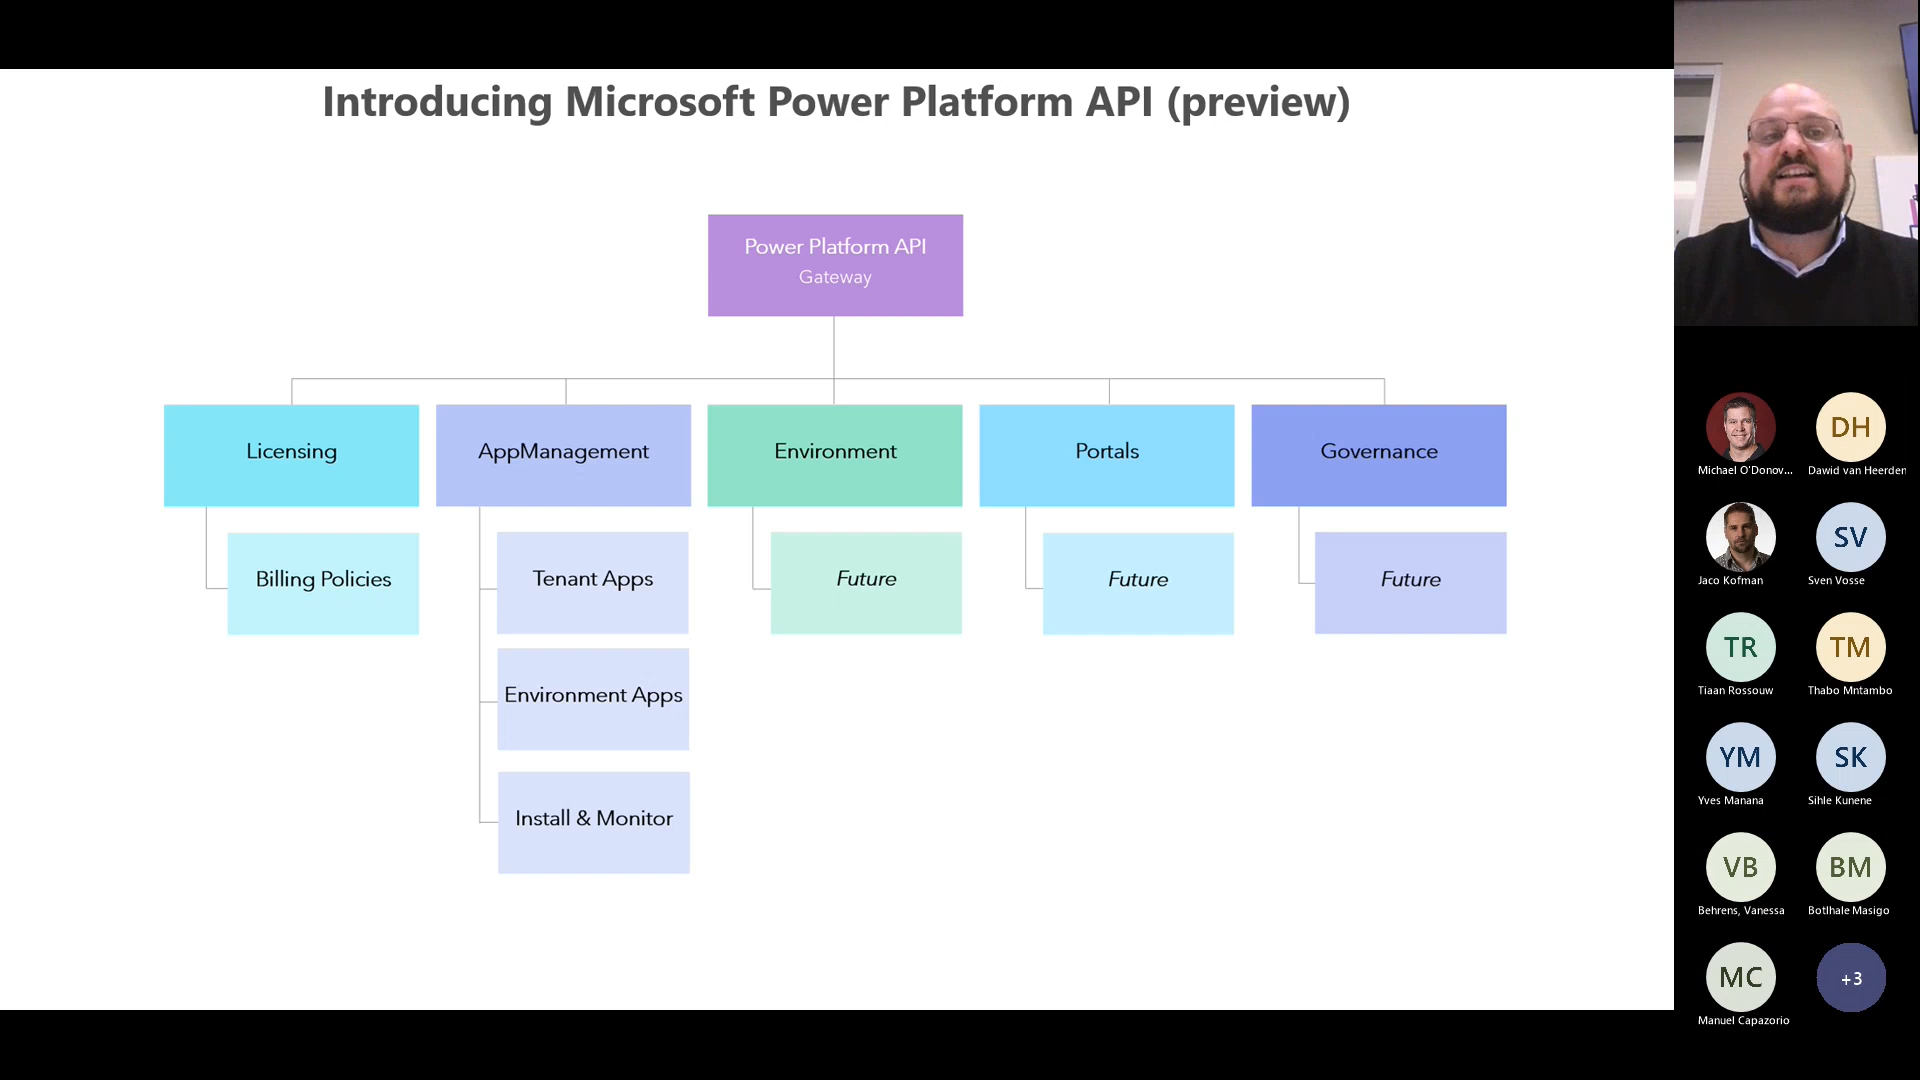 Introducing Microsoft Power Platform API (preview)
Power Platform API
Gateway
Licensing
AppManagement
Environment
Portals
Governance
Billing Policies
Tenant Apps
Future
Future
Future
Environment Apps
Install & Monitor
Michael O'Donov...
DH
Dawid van Heerden
Jaco Kofman
SV
Sven Vosse
TR
Tiaan Rossouw
TM
Thabo Mntambo
YM
Yves Manana
SK
Sihle Kunene
VB
Behrens, Vanessa
BM
Botlhale Masigo
MC
Manuel Capazorio
+3